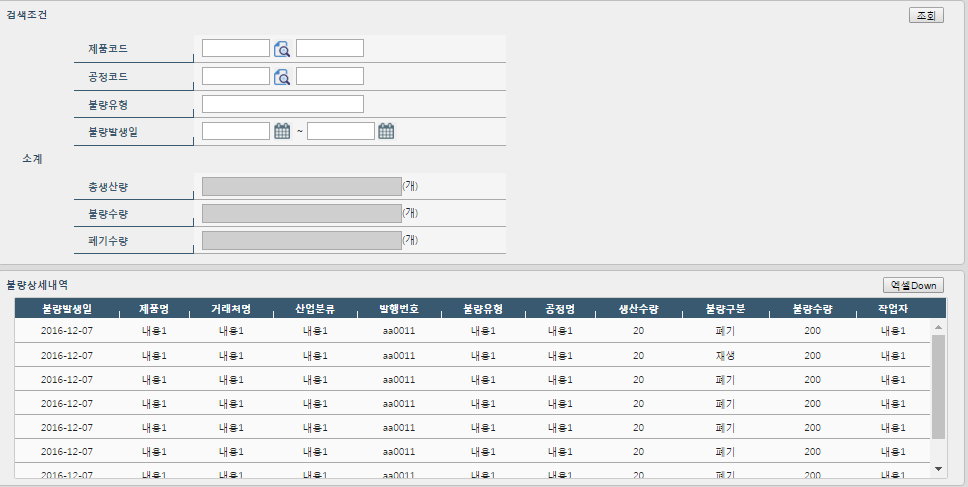 검색조건 조회
제품코드
공정코드
불량유형
불량발생일 ~
소계
총생산량 (개)
불량수량 (개)
폐기수량 (개)
불량상세내역 엑셀Down
불량발생일 제품명 거래처명 산업분류 발행번호 불량유형 공정명 생산수량 불량구분 불량수량 작업자
2016-12-07 내용1 내용1 내용1 aa0011 내용1 내용1 20 폐기 200 내용1
2016-12-07 내용1 내용1 내용1 aa0011 내용1 내용1 20 재생 200 내용1
2016-12-07 내용1 내용1 내용1 aa0011 내용1 내용1 20 폐기 200 내용1
2016-12-07 내용1 내용1 내용1 aa0011 내용1 내용1 20 폐기 200 내용1
2016-12-07 내용1 내용1 내용1 aa0011 내용1 내용1 20 폐기 200 내용1
2016-12-07 내용1 내용1 내용1 aa0011 내용1 내용1 20 폐기 200 내용1
2016-12-07 내용1 내용1 내용1 aa0011 내용1 내용1 20 폐기 200 내용1